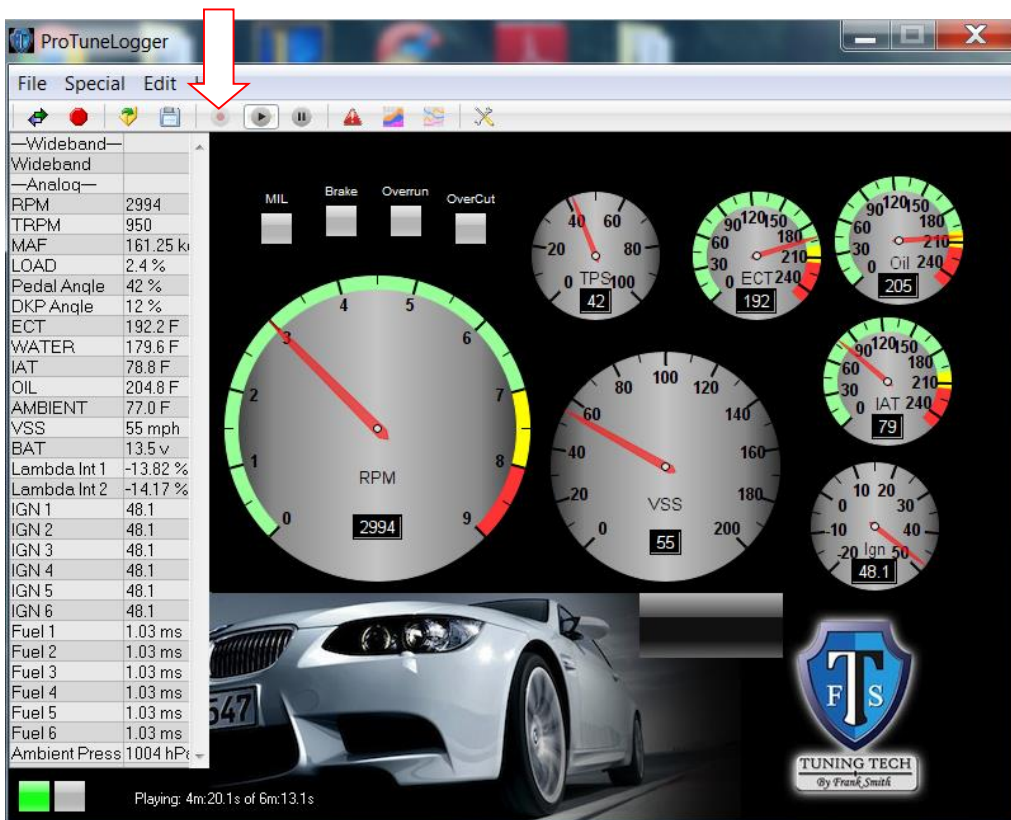 ProTuneLogger
File Special Edit
—Wideband—
Wideband
—Analog—
RPM 2994
TRPM 950
MAF 161.25
LOAD 2.4 %
Pedal Angle 42 %
DKP Angle 12 %
ECT 192.2 F
WATER 179.6 F
IAT 78.8 F
OIL 204.8 F
AMBIENT 77.0 F
VSS 55 mph
BAT 13.5 v
Lambda Int 1 -13.82 %
Lambda Int 2 -14.17 %
IGN 1 48.1
IGN 2 48.1
IGN 3 48.1
IGN 4 48.1
IGN 5 48.1
IGN 6 48.1
Fuel 1 1.03 ms
Fuel 2 1.03 ms
Fuel 3 1.03 ms
Fuel 4 1.03 ms
Fuel 5 1.03 ms
Fuel 6 1.03 ms
Ambient Press 1004
MIL Brake Overrun OverCut
0 1 2 3 4 5 6 7 8 9
RPM
2994
0 20 40 60 80 100
TPS
42
0 30 60 90 120 150 180 210 240
ECT
192
0 30 60 90 120 150 180 210 240
Oil
205
0 20 40 60 80 100 120 140 160 180 200
VSS
55
0 30 60 90 120 150 180 210 240
IAT
79
-20 -10 0 10 20 30 40 50
Ign
48.1
547
F T S
TUNING TECH
By Frank Smith
Playing: 4m:20.1s of 6m:13.1s